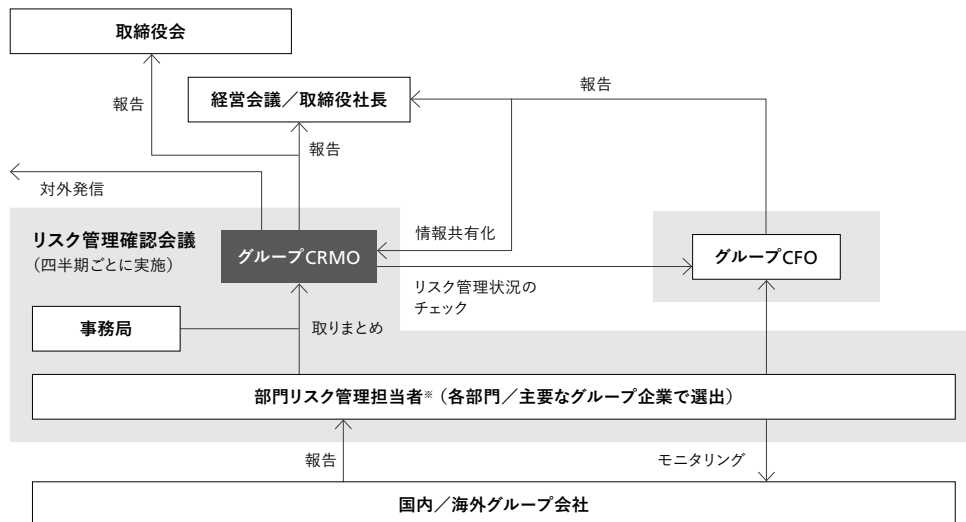 取締役会
経営会議／取締役社長
報告
報告
報告
対外発信
リスク管理確認会議
（四半期ごとに実施）
グループCRMO
情報共有化
グループCFO
リスク管理状況の
チェック
事務局
取りまとめ
部門リスク管理担当者※（各部門／主要なグループ企業で選出）
報告
モニタリング
国内／海外グループ会社